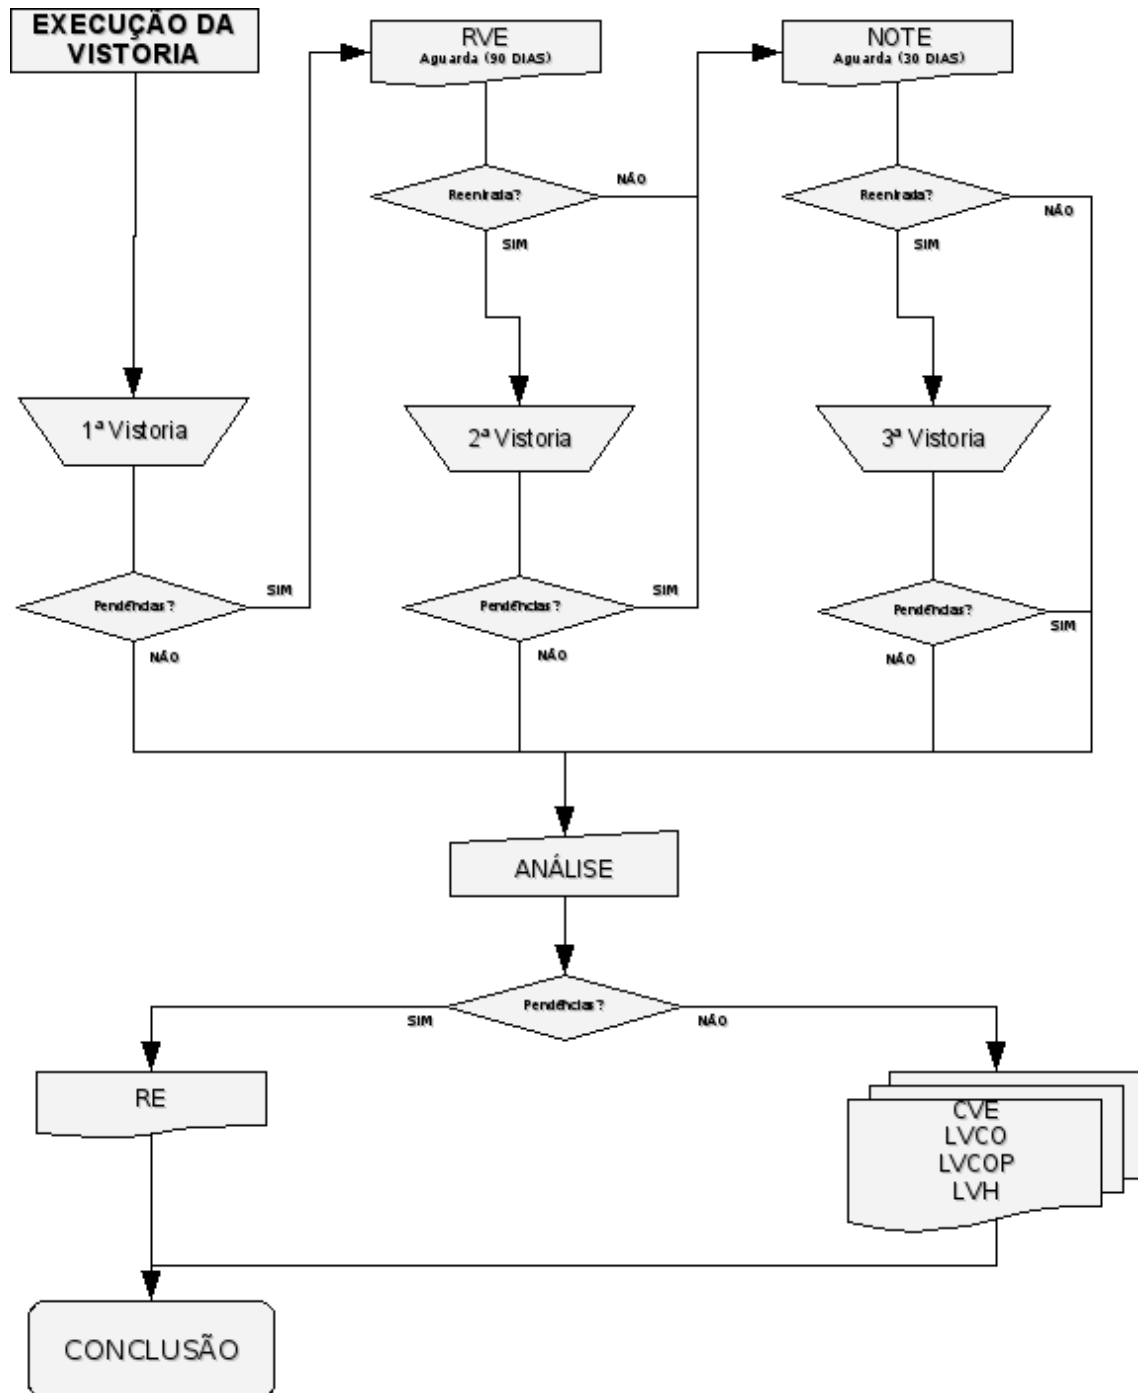 EXECUÇÃO DA
VISTORIA
RVE
Aguarda (90 DIAS)
NOTE
Aguarda (30 DIAS)
Reentrada?
NÃO
SIM
Reentrada?
NÃO
SIM
1ª Vistoria
2ª Vistoria
3ª Vistoria
Pendências?
SIM
NÃO
Pendências?
SIM
NÃO
Pendências?
SIM
NÃO
ANÁLISE
Pendências?
SIM
NÃO
RE
CVE
LVCO
LVCOP
LVH
CONCLUSÃO